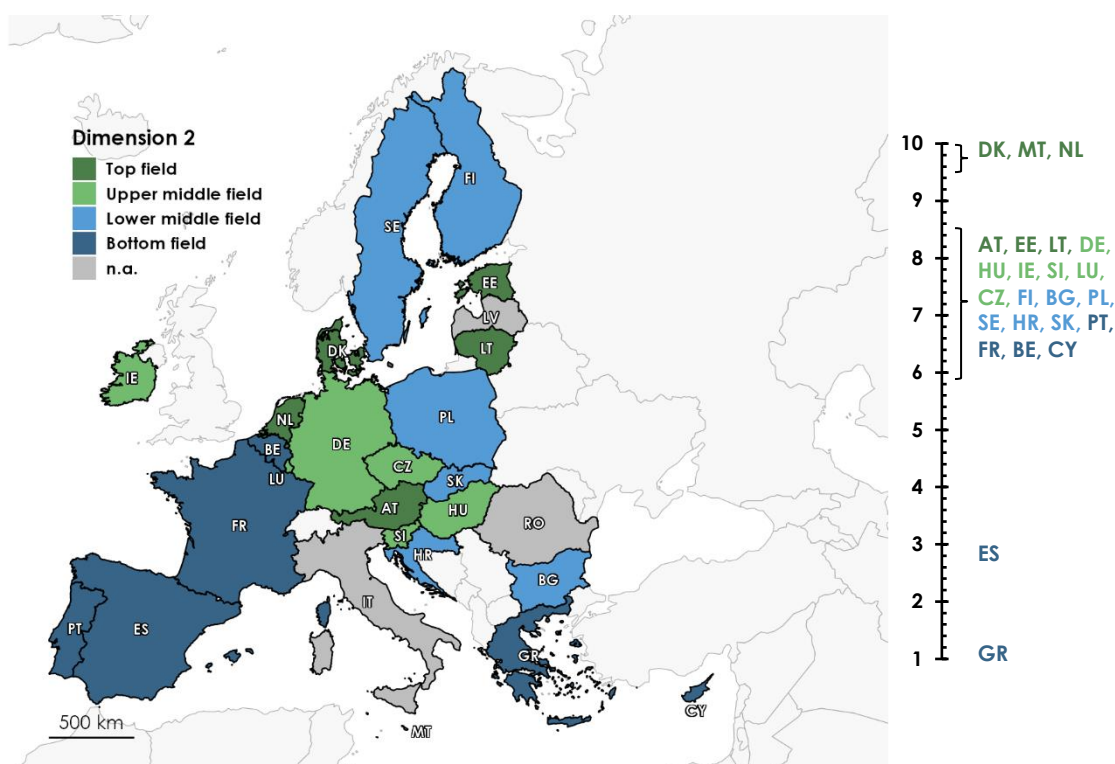 Dimension 2
Top field
Upper middle field
Lower middle field
Bottom field
n.a.
FI
SE
EE
LV
LT
DK
IE
NL
PL
BE
DE
CZ
LU
SK
AT
HU
FR
SI
RO
HR
BG
IT
PT
ES
GR
CY
MT
500 km
10
9
8
7
6
5
4
3
2
1
DK, MT, NL
AT, EE, LT, DE,
HU, IE, SI, LU,
CZ, FI, BG, PL,
SE, HR, SK, PT,
FR, BE, CY
ES
GR